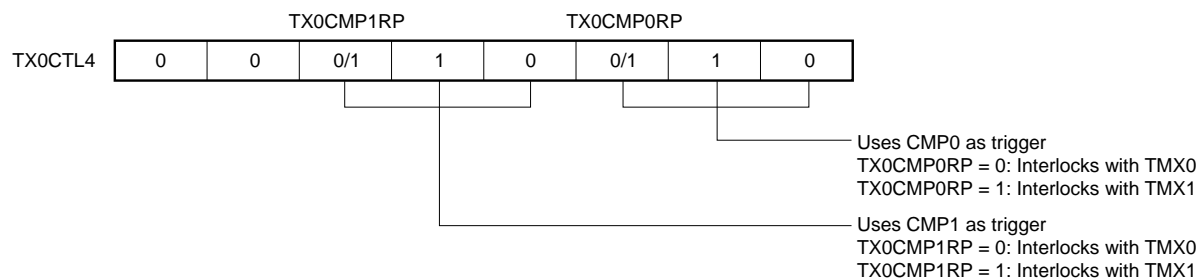 TX0CMP1RP TX0CMP0RP
TX0CTL4 0 0 0/1 1 0 0/1 1 0
Uses CMP0 as trigger
TX0CMP0RP = 0: Interlocks with TMX0
TX0CMP0RP = 1: Interlocks with TMX1
Uses CMP1 as trigger
TX0CMP1RP = 0: Interlocks with TMX0
TX0CMP1RP = 1: Interlocks with TMX1